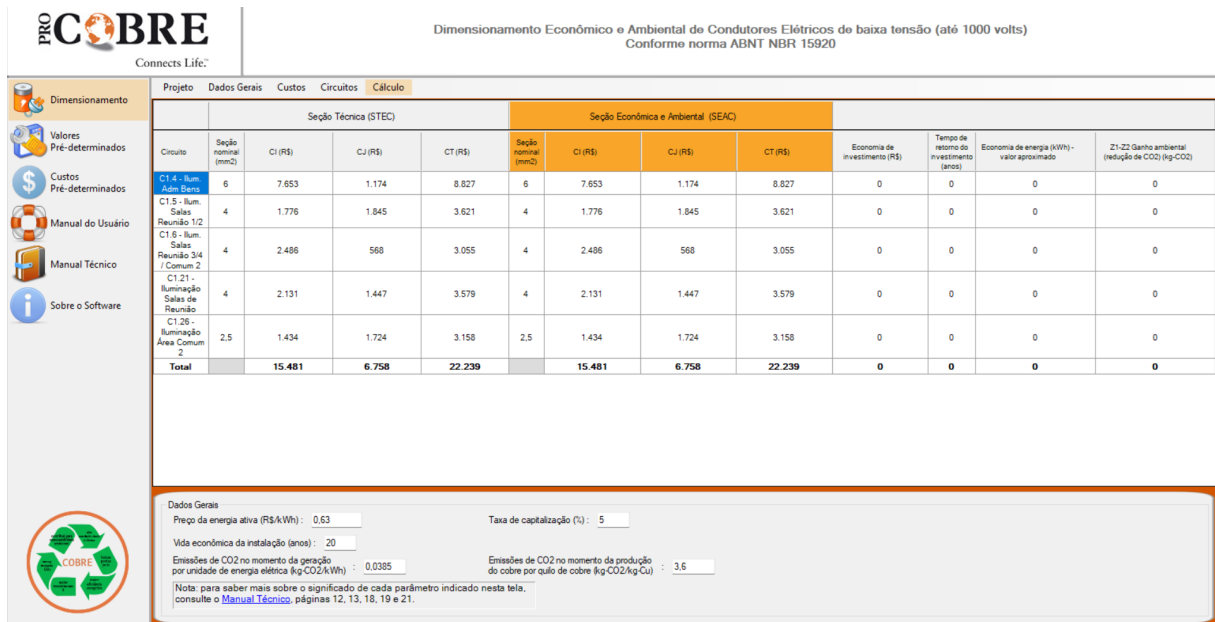 PRO COBRE
Connects Life.
Dimensionamento Econômico e Ambiental de Condutores Elétricos de baixa tensão (até 1000 volts)
Conforme norma ABNT NBR 15920
Dimensionamento
Valores
Pré-determinados
Custos
Pré-determinados
Manual do Usuário
Manual Técnico
Sobre o Software
Projeto Dados Gerais Custos Circuitos Cálculo
Seção Técnica (STEC) Seção Econômica e Ambiental (SEAC)
Circuito Seção nominal (mm2) CI (R$) CJ (R$) CT (R$) Seção nominal (mm2) CI (R$) CJ (R$) CT (R$) Economia de investimento (R$) Tempo de retorno do investimento (anos) Economia de energia (kWh) - valor aproximado Z1-Z2 Ganho ambiental (redução de CO2) (kg-CO2)
C1.4 - Ilum. Adm Bens 6 7.653 1.174 8.827 6 7.653 1.174 8.827 0 0 0 0
C1.5 - Ilum. Salas Reunião 1/2 4 1.776 1.845 3.621 4 1.776 1.845 3.621 0 0 0 0
C1.6 - Ilum. Salas Reunião 3/4 / Comum 2 4 2.486 568 3.055 4 2.486 568 3.055 0 0 0 0
C1.21 - Iluminação Salas de Reunião 4 2.131 1.447 3.579 4 2.131 1.447 3.579 0 0 0 0
C1.26 - Iluminação Área Comum 2 2,5 1.434 1.724 3.158 2,5 1.434 1.724 3.158 0 0 0 0
Total 15.481 6.758 22.239 15.481 6.758 22.239 0 0 0 0
Dados Gerais
Preço da energia ativa (R$/kWh) : 0,63 Taxa de capitalização (%) : 5
Vida econômica da instalação (anos) : 20
Emissões de CO2 no momento da geração
por unidade de energia elétrica (kg-CO2/kWh) : 0,0385
Emissões de CO2 no momento da produção
do cobre por quilo de cobre (kg-CO2/kg-Cu) : 3,6
Nota: para saber mais sobre o significado de cada parâmetro indicado nesta tela,
consulte o Manual Técnico, páginas 12, 13, 18, 19 e 21.
COBRE